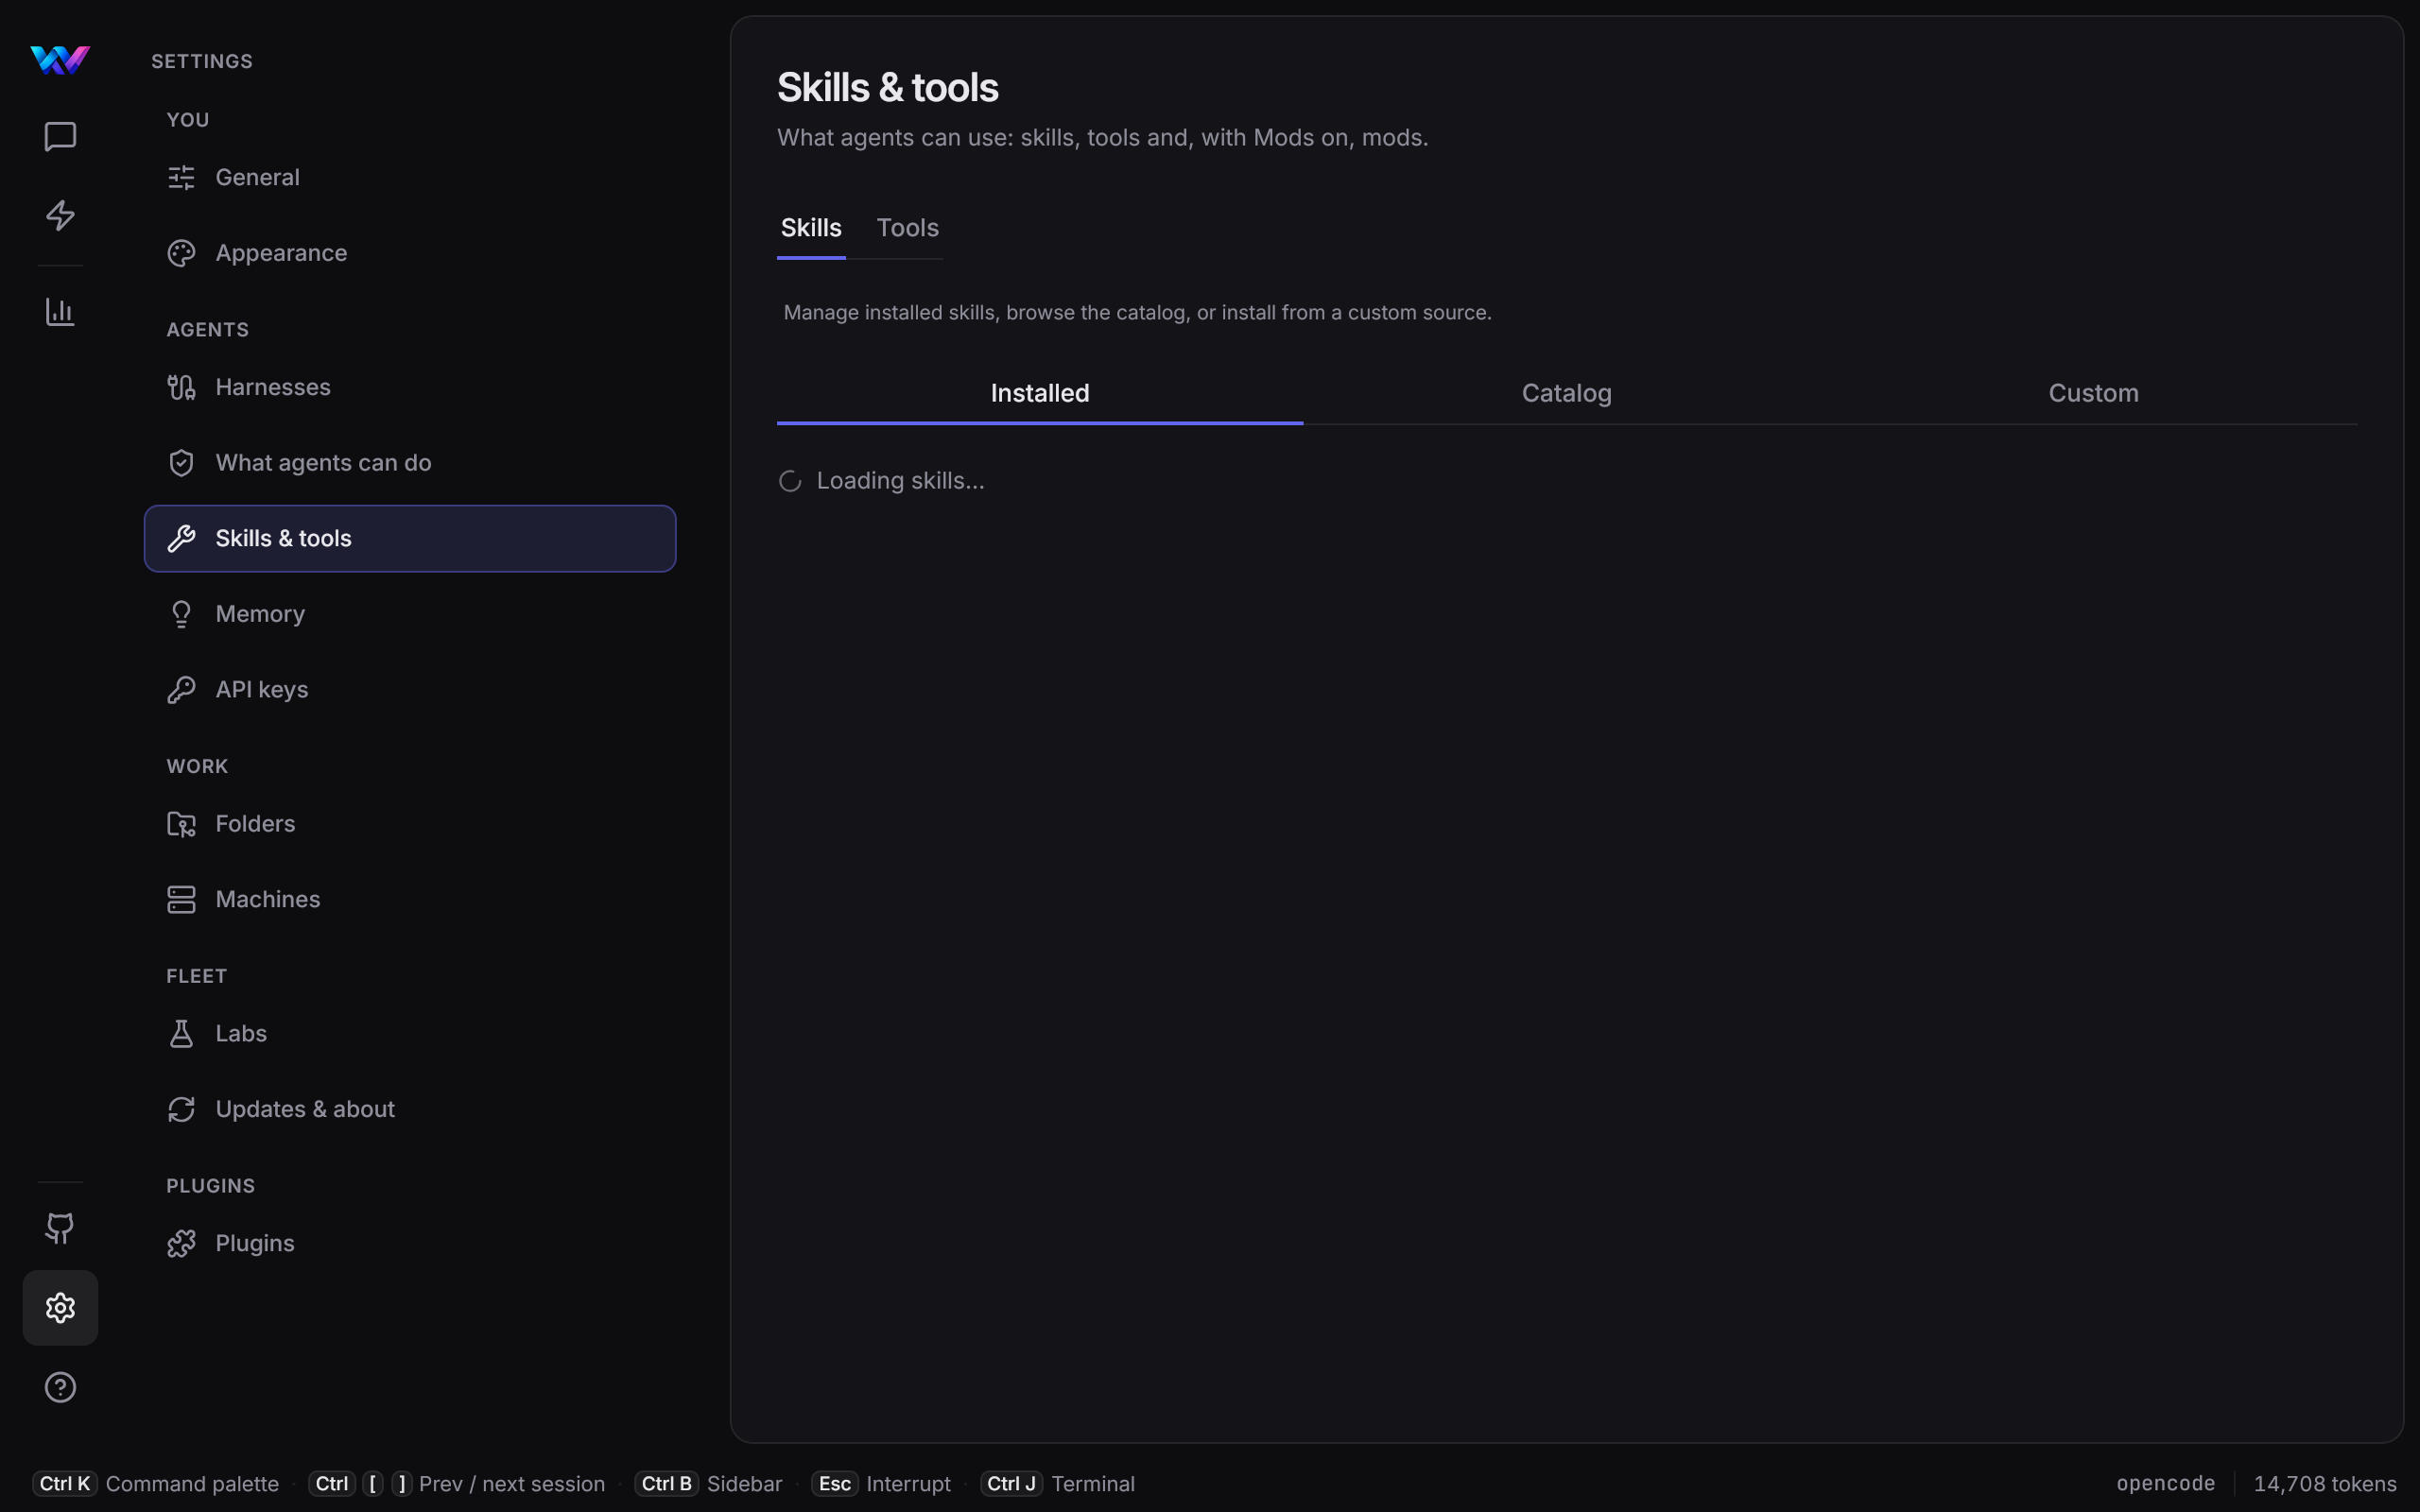 SETTINGS
YOU
General
Appearance
AGENTS
Harnesses
What agents can do
Skills & tools
Memory
API keys
WORK
Folders
Machines
FLEET
Labs
Updates & about
PLUGINS
Plugins
Skills & tools
What agents can use: skills, tools and, with Mods on, mods.
Skills Tools
Manage installed skills, browse the catalog, or install from a custom source.
Installed Catalog Custom
Loading skills...
Ctrl K Command palette · Ctrl [ ] Prev / next session · Ctrl B Sidebar · Esc Interrupt · Ctrl J Terminal opencode 14,708 tokens